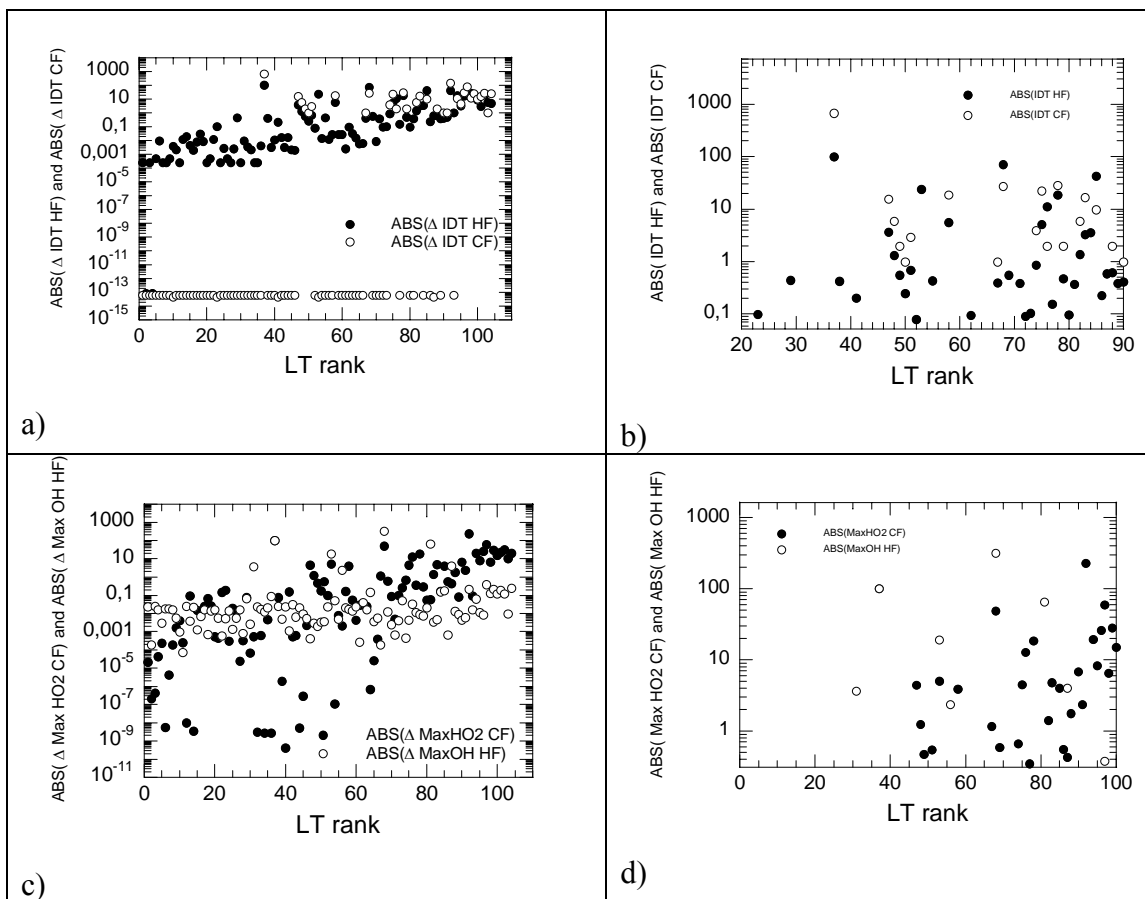 ABS( Δ IDT HF) and ABS( Δ IDT CF)
1000
10
0,1
0,001
10-5
10-7
10-9
10-11
10-13
10-15
ABS(Δ IDT HF)
ABS(Δ IDT CF)
0 20 40 60 80 100
LT rank
a)
ABS( IDT HF) and ABS( IDT CF)
1000
100
10
1
0,1
ABS(IDT HF)
ABS(IDT CF)
20 30 40 50 60 70 80 90
LT rank
b)
ABS( Δ Max HO2 CF) and ABS( Δ Max OH HF)
1000
10
0,1
0,001
10-5
10-7
10-9
10-11
ABS(Δ MaxHO2 CF)
ABS(Δ MaxOH HF)
0 20 40 60 80 100
LT rank
c)
ABS( Max HO2 CF) and ABS( Max OH HF)
1000
100
10
1
ABS(MaxHO2 CF)
ABS(MaxOH HF)
0 20 40 60 80 100
LT rank
d)